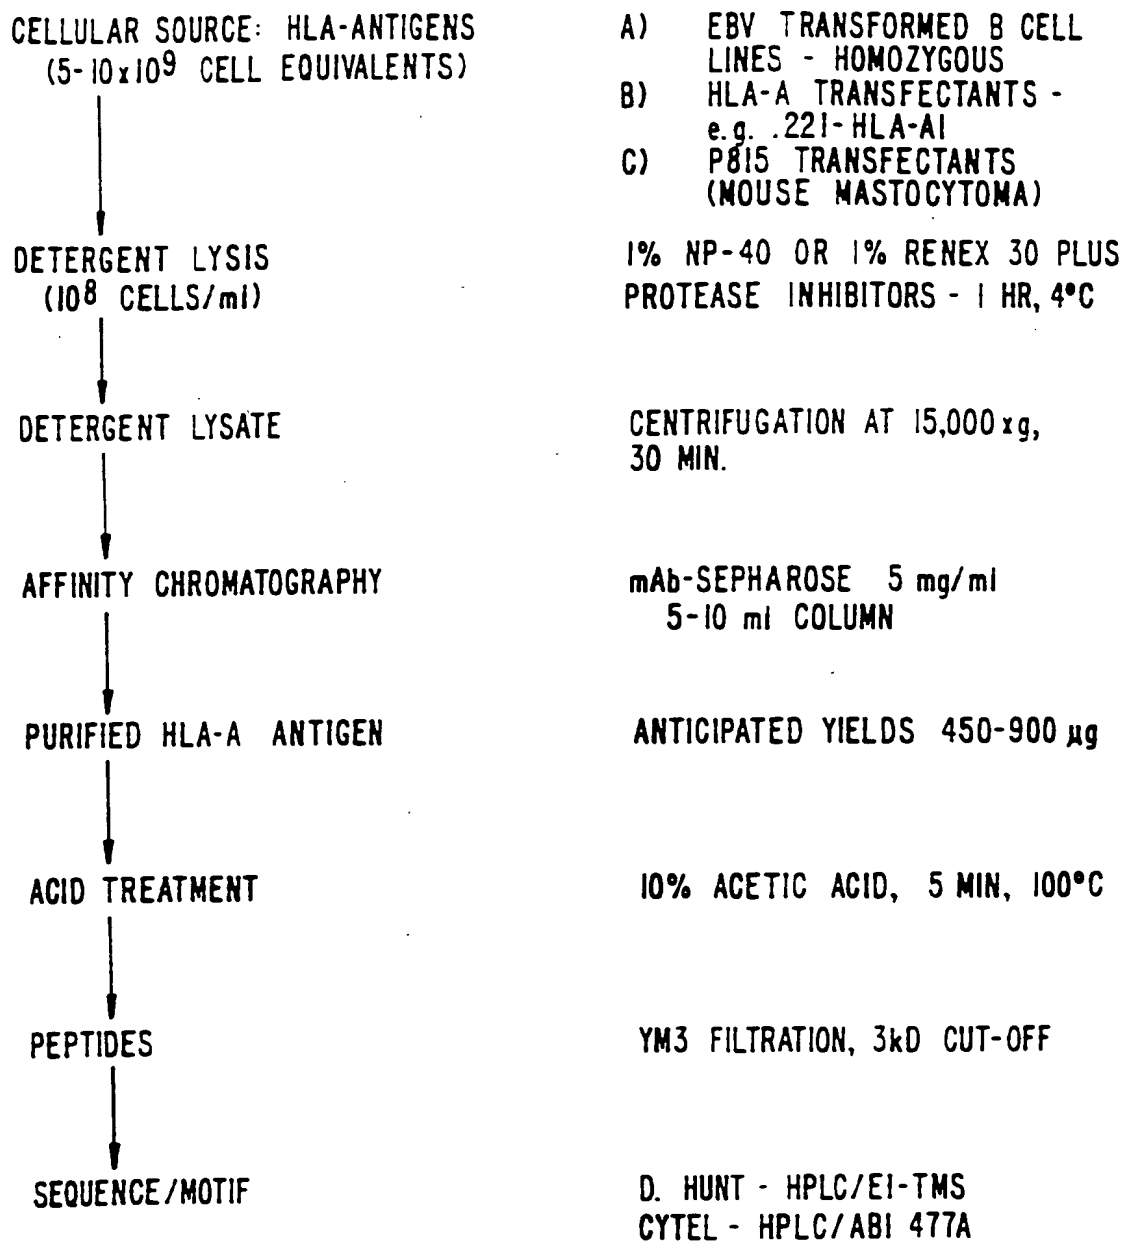 CELLULAR SOURCE: HLA-ANTIGENS
(5-10x10⁹ CELL EQUIVALENTS)
A) EBV TRANSFORMED B CELL
LINES - HOMOZYGOUS
B) HLA-A TRANSFECTANTS -
e.g. .221-HLA-A1
C) P815 TRANSFECTANTS
(MOUSE MASTOCYTOMA)
DETERGENT LYSIS
(10⁸ CELLS/ml)
1% NP-40 OR 1% RENEX 30 PLUS
PROTEASE INHIBITORS - 1 HR, 4°C
DETERGENT LYSATE
CENTRIFUGATION AT 15,000xg,
30 MIN.
AFFINITY CHROMATOGRAPHY
mAb-SEPHAROSE 5 mg/ml
5-10 ml COLUMN
PURIFIED HLA-A ANTIGEN
ANTICIPATED YIELDS 450-900 µg
ACID TREATMENT
10% ACETIC ACID, 5 MIN, 100°C
PEPTIDES
YM3 FILTRATION, 3kD CUT-OFF
SEQUENCE/MOTIF
D. HUNT - HPLC/EI-TMS
CYTEL - HPLC/ABI 477A